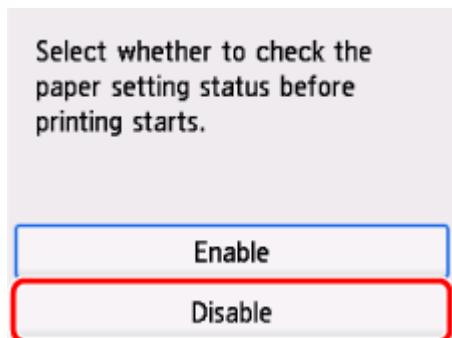 Select whether to check the
paper setting status before
printing starts.
Enable
Disable